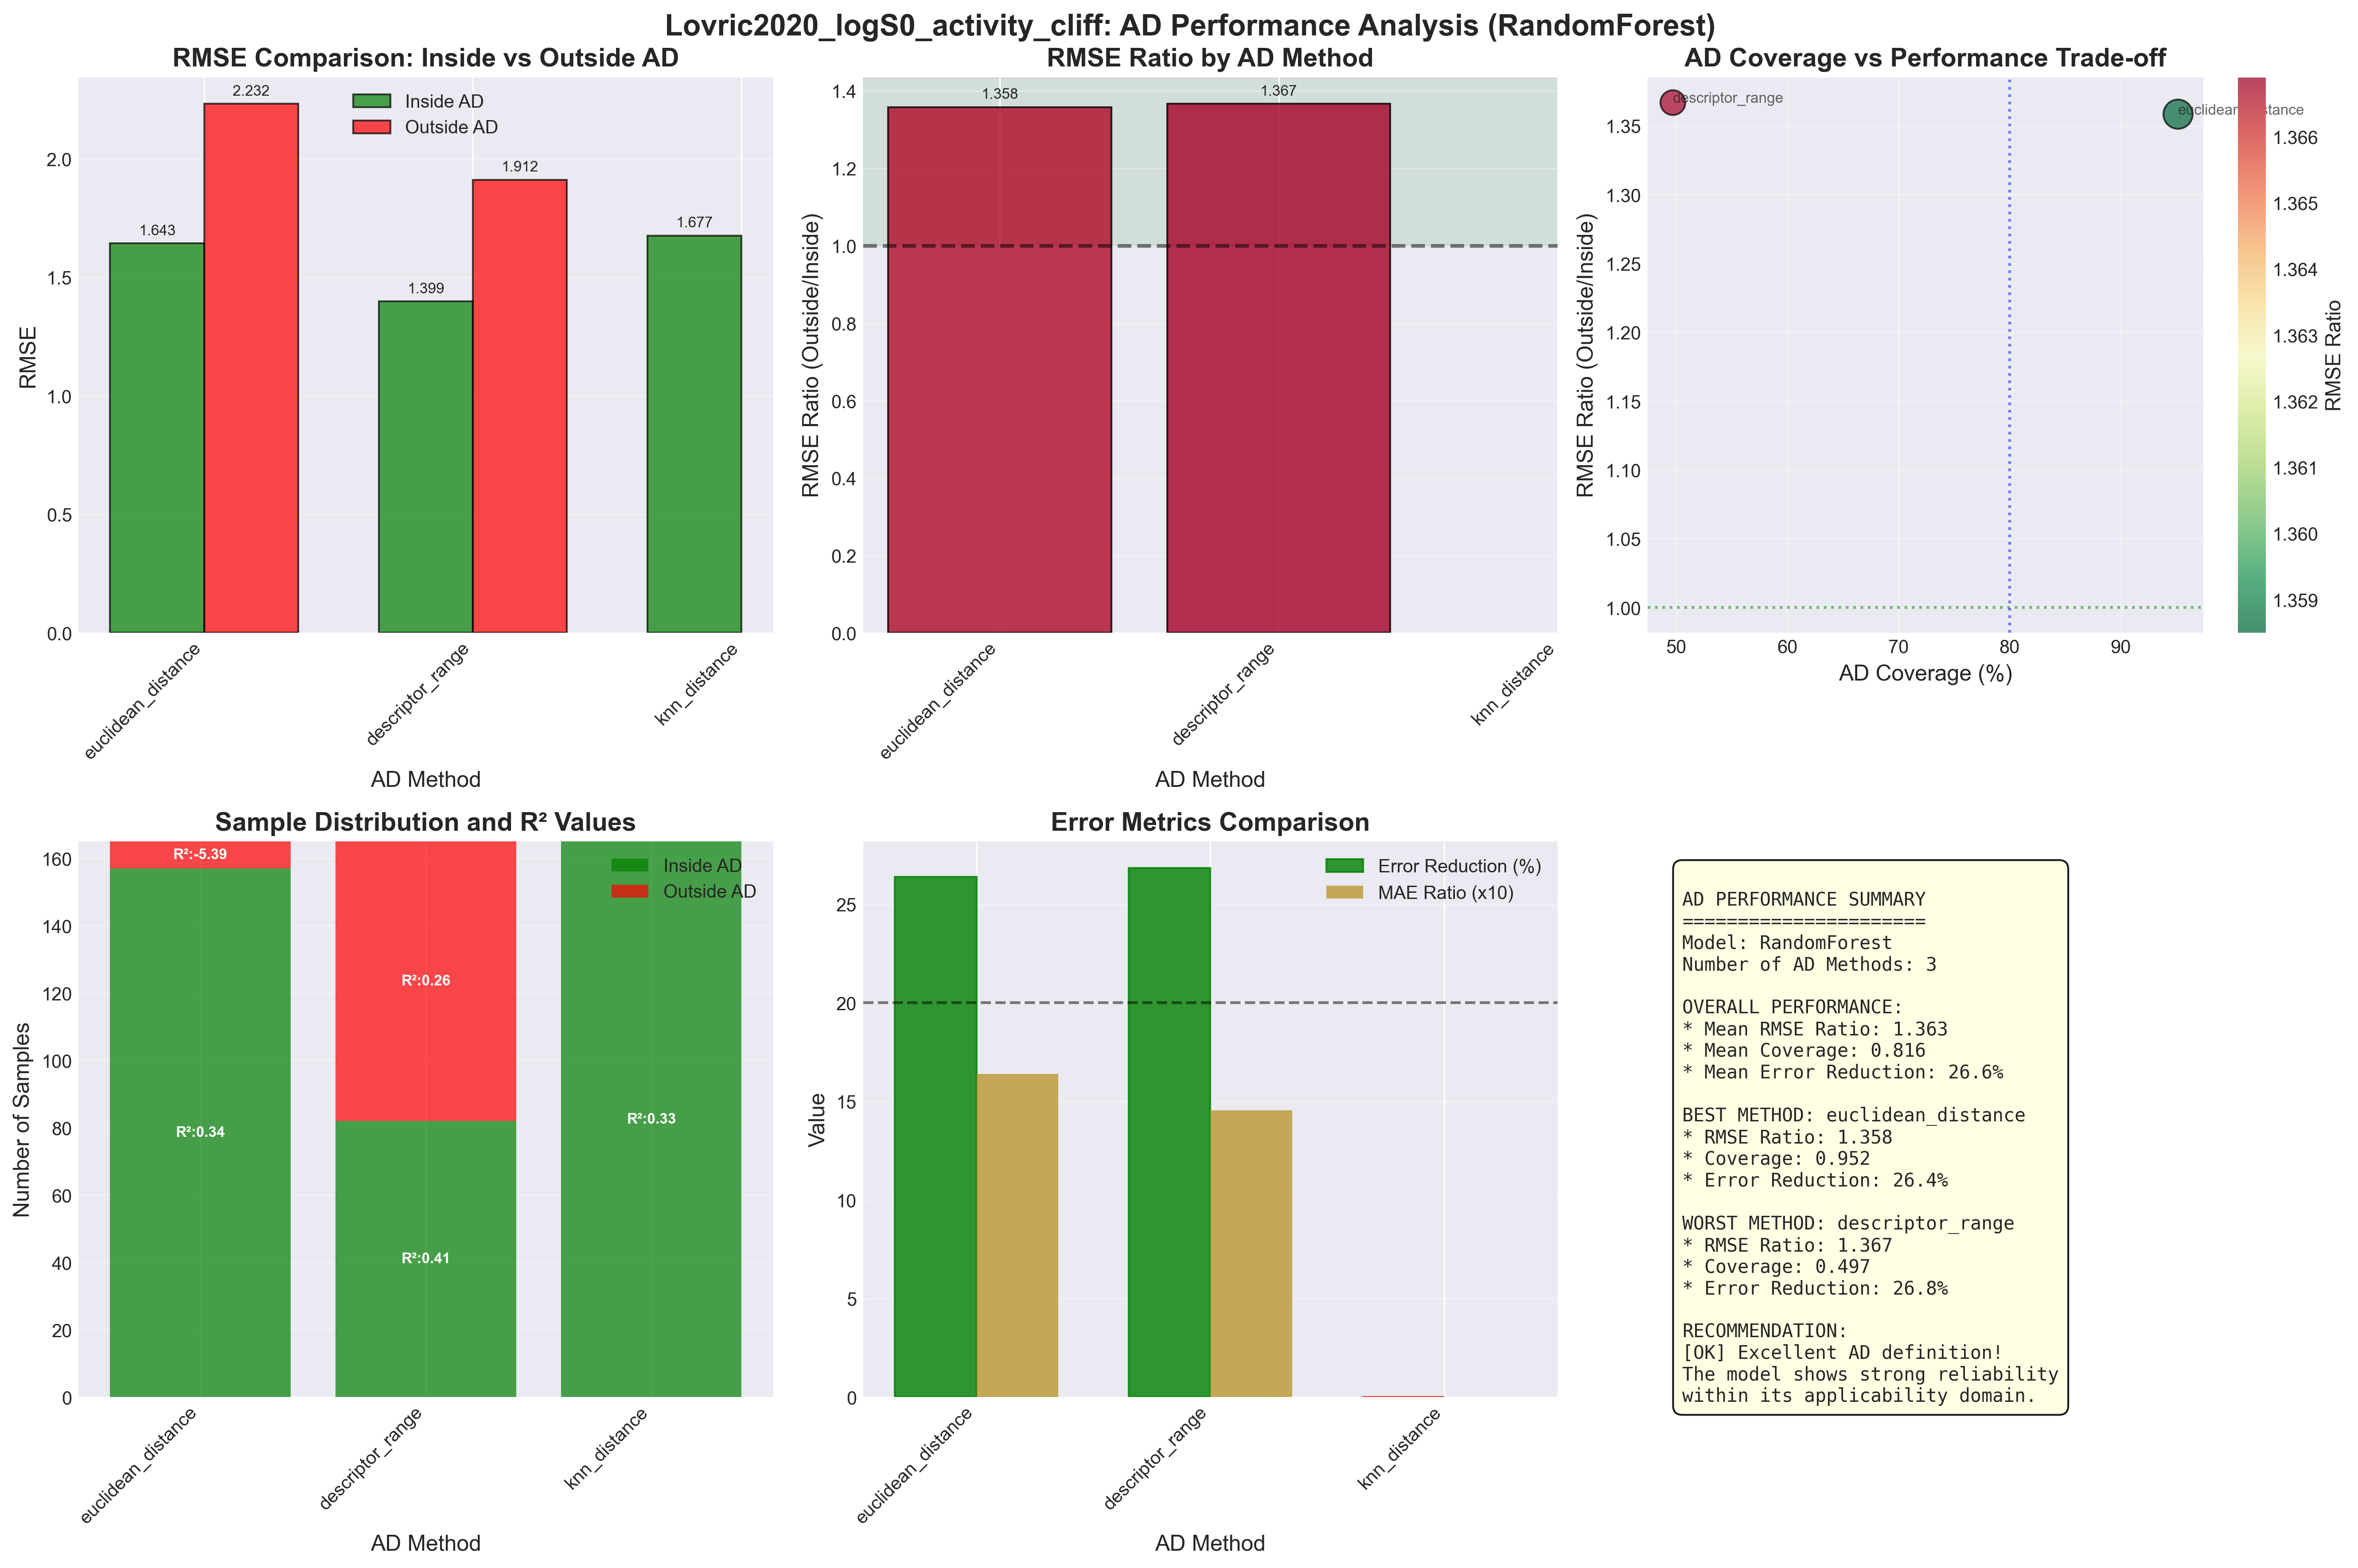 Lovric2020_logS0_activity_cliff: AD Performance Analysis (RandomForest)
RMSE Comparison: Inside vs Outside AD
RMSE
0.0
0.5
1.0
1.5
2.0
1.643
2.232
1.399
1.912
1.677
Inside AD
Outside AD
euclidean_distance
descriptor_range
knn_distance
AD Method
RMSE Ratio by AD Method
RMSE Ratio (Outside/Inside)
0.0
0.2
0.4
0.6
0.8
1.0
1.2
1.4
1.358
1.367
euclidean_distance
descriptor_range
knn_distance
AD Method
AD Coverage vs Performance Trade-off
RMSE Ratio (Outside/Inside)
1.00
1.05
1.10
1.15
1.20
1.25
1.30
1.35
descriptor_range
euclidean_distance
50
60
70
80
90
AD Coverage (%)
1.366
1.365
1.364
1.363
1.362
1.361
1.360
1.359
RMSE Ratio
Sample Distribution and R² Values
Number of Samples
0
20
40
60
80
100
120
140
160
R²:-5.39
R²:0.34
R²:0.26
R²:0.41
R²:0.33
Inside AD
Outside AD
euclidean_distance
descriptor_range
knn_distance
AD Method
Error Metrics Comparison
Value
0
5
10
15
20
25
Error Reduction (%)
MAE Ratio (x10)
euclidean_distance
descriptor_range
knn_distance
AD Method
AD PERFORMANCE SUMMARY
======================
Model: RandomForest
Number of AD Methods: 3
OVERALL PERFORMANCE:
* Mean RMSE Ratio: 1.363
* Mean Coverage: 0.816
* Mean Error Reduction: 26.6%
BEST METHOD: euclidean_distance
* RMSE Ratio: 1.358
* Coverage: 0.952
* Error Reduction: 26.4%
WORST METHOD: descriptor_range
* RMSE Ratio: 1.367
* Coverage: 0.497
* Error Reduction: 26.8%
RECOMMENDATION:
[OK] Excellent AD definition!
The model shows strong reliability
within its applicability domain.